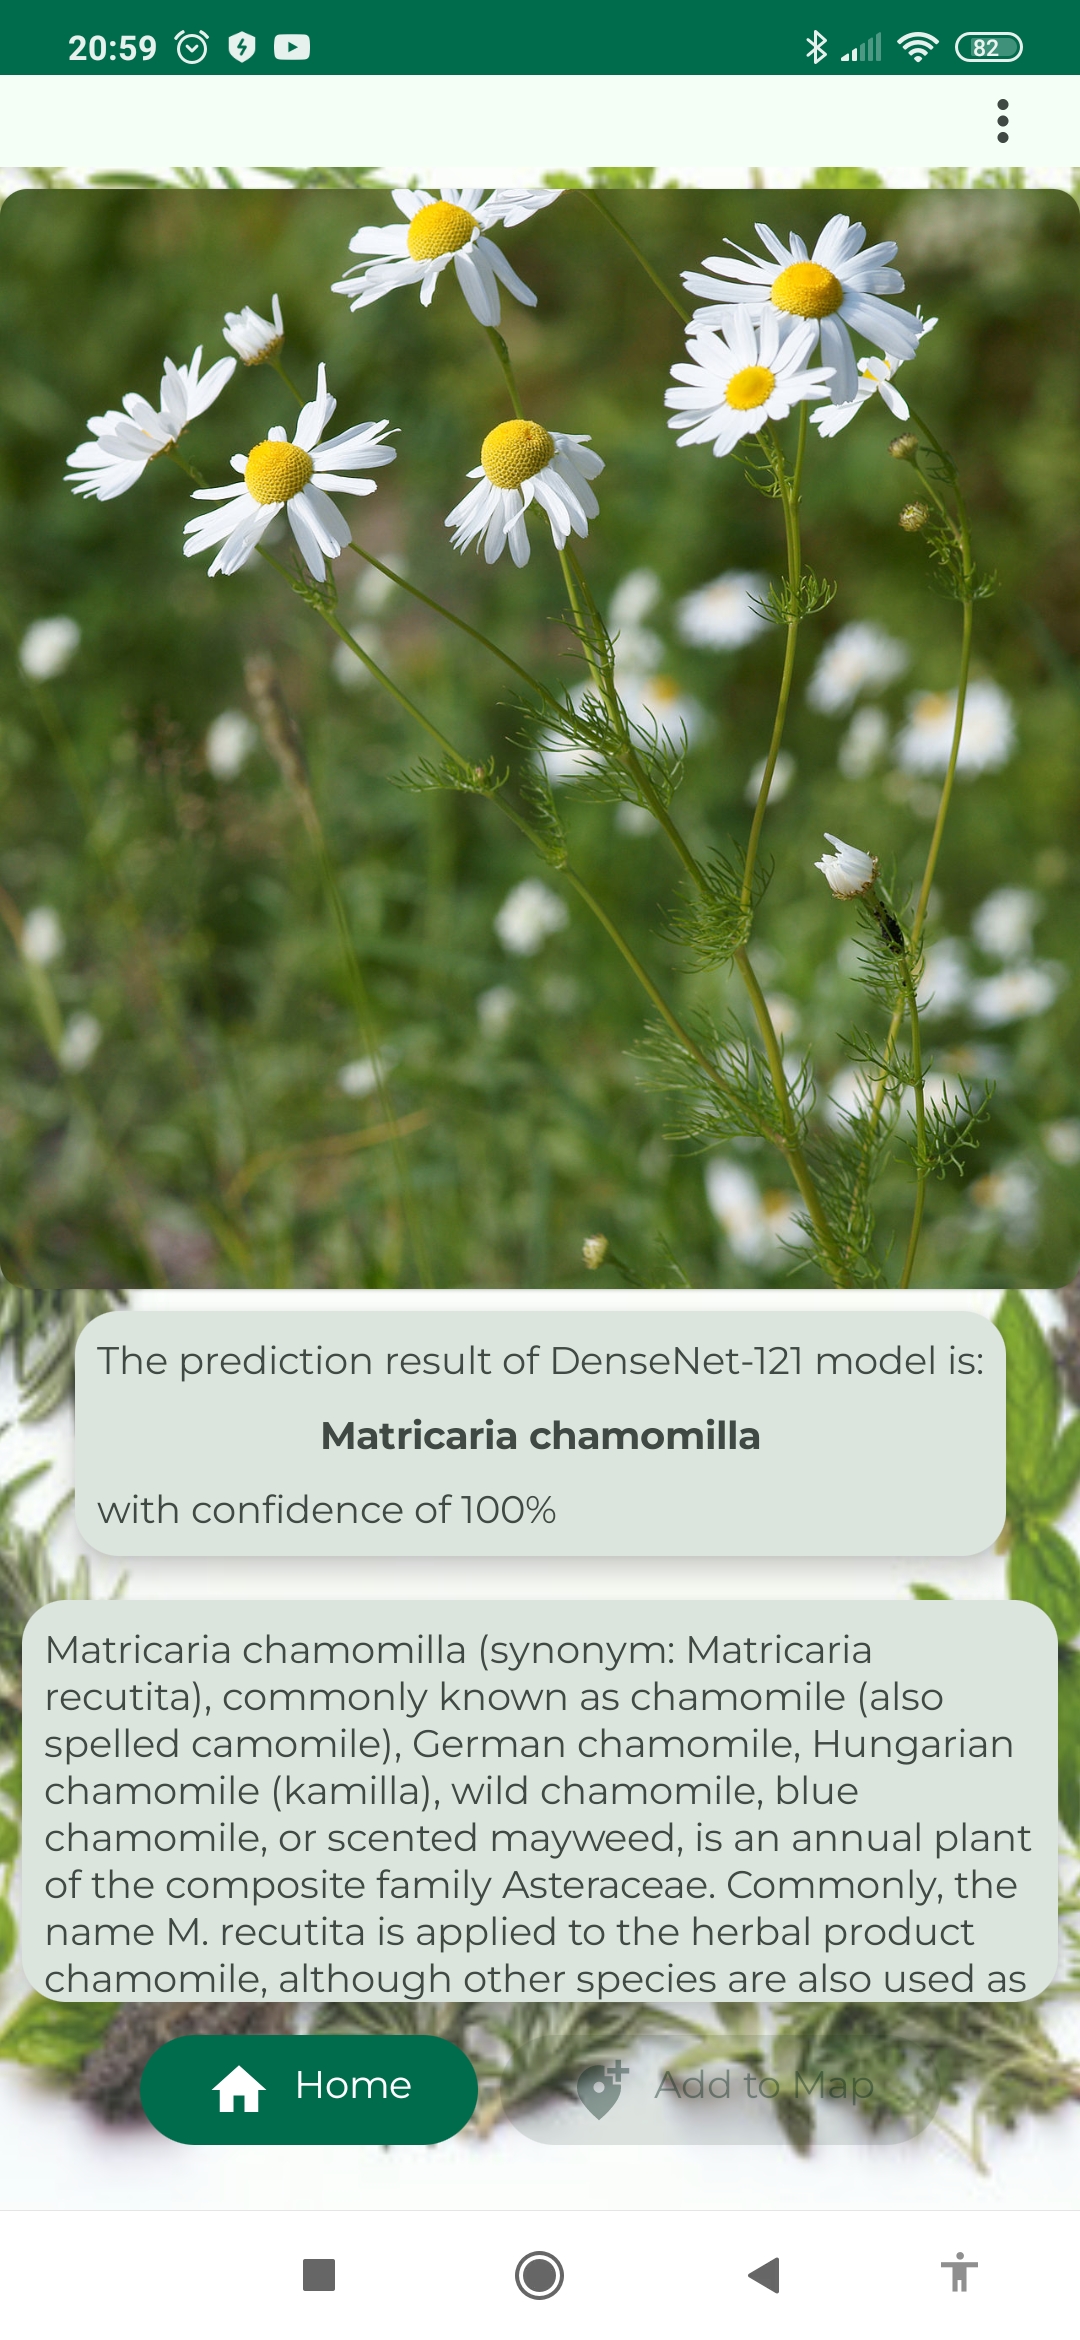 20:59
82
The prediction result of DenseNet-121 model is:
Matricaria chamomilla
with confidence of 100%
Matricaria chamomilla (synonym: Matricaria
recutita), commonly known as chamomile (also
spelled camomile), German chamomile, Hungarian
chamomile (kamilla), wild chamomile, blue
chamomile, or scented mayweed, is an annual plant
of the composite family Asteraceae. Commonly, the
name M. recutita is applied to the herbal product
chamomile, although other species are also used as
Home
Add to Map